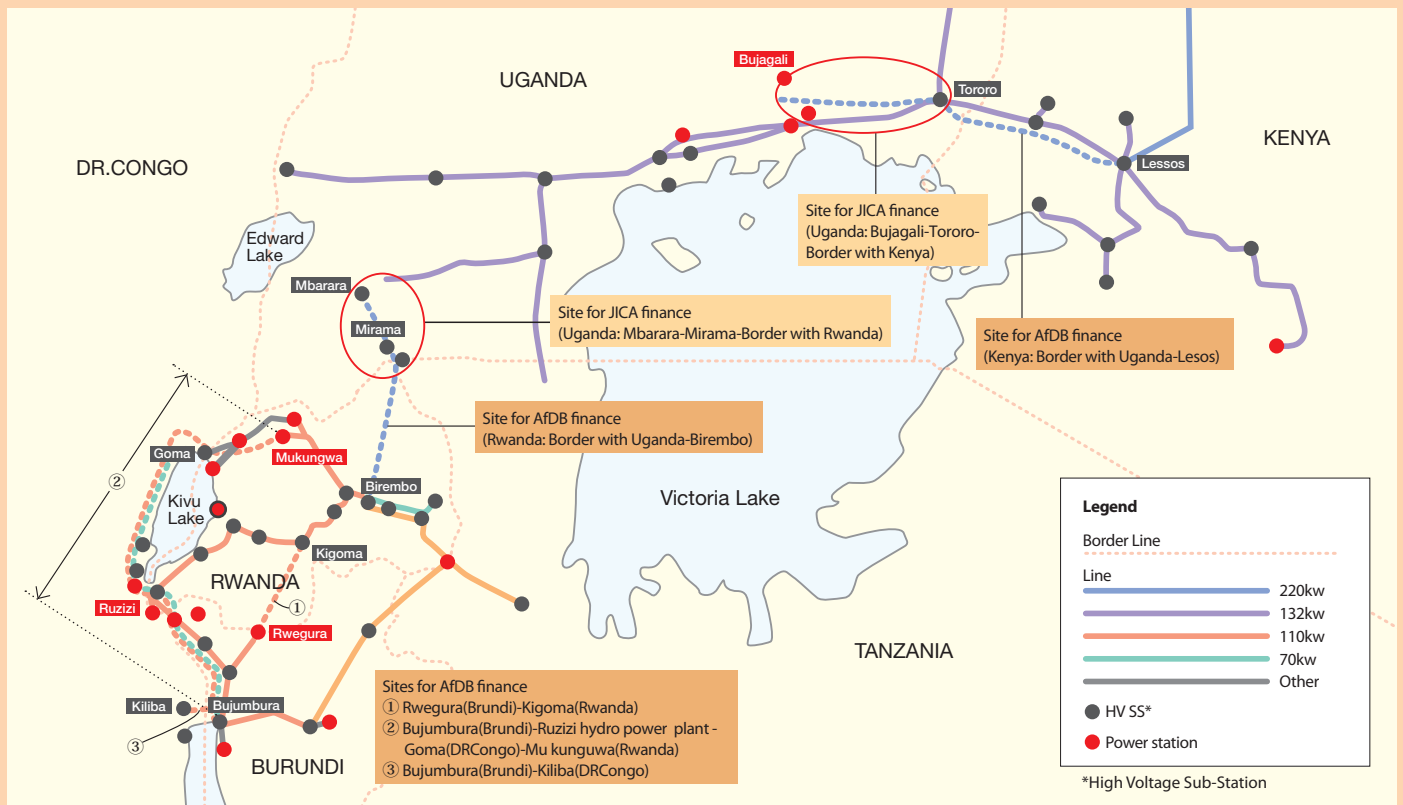 UGANDA
Bujagali
Tororo
KENYA
DR.CONGO
Lessos
Edward
Lake
Site for JICA finance
(Uganda: Bujagali-Tororo-
Border with Kenya)
Mbarara
Mirama
Site for JICA finance
(Uganda: Mbarara-Mirama-Border with Rwanda)
Site for AfDB finance
(Kenya: Border with Uganda-Lesos)
Site for AfDB finance
(Rwanda: Border with Uganda-Birembo)
Goma
Mukungwa
②
Kivu
Lake
Birembo
Victoria Lake
Kigoma
RWANDA
①
Ruzizi
Rwegura
TANZANIA
Kiliba
Bujumbura
③
BURUNDI
Sites for AfDB finance
① Rwegura(Brundi)-Kigoma(Rwanda)
② Bujumbura(Brundi)-Ruzizi hydro power plant -
Goma(DRCongo)-Mu kunguwa(Rwanda)
③ Bujumbura(Brundi)-Kiliba(DRCongo)
Legend
Border Line
Line
220kw
132kw
110kw
70kw
Other
HV SS*
Power station
*High Voltage Sub-Station